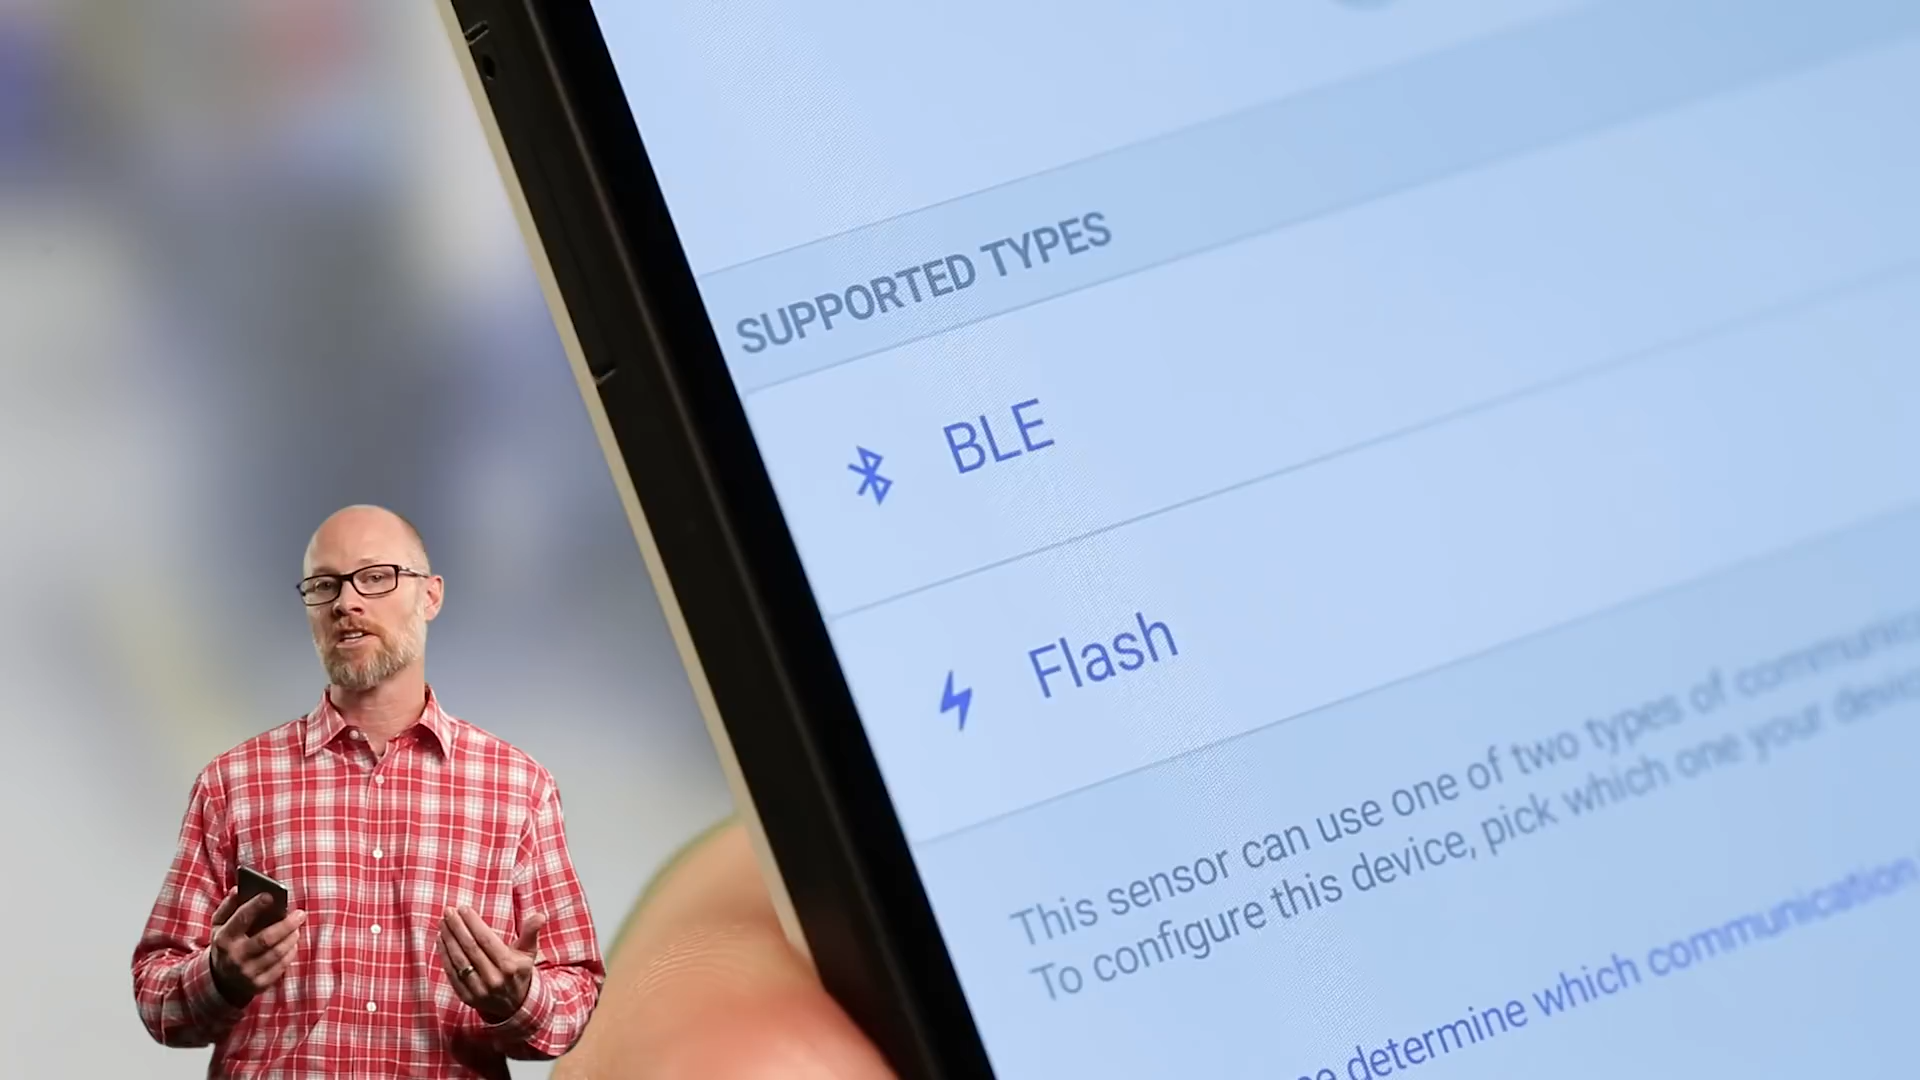 SUPPORTED TYPES
BLE
Flash
This sensor can use one of two types of
To configure this device, pick which one your
determine which communication